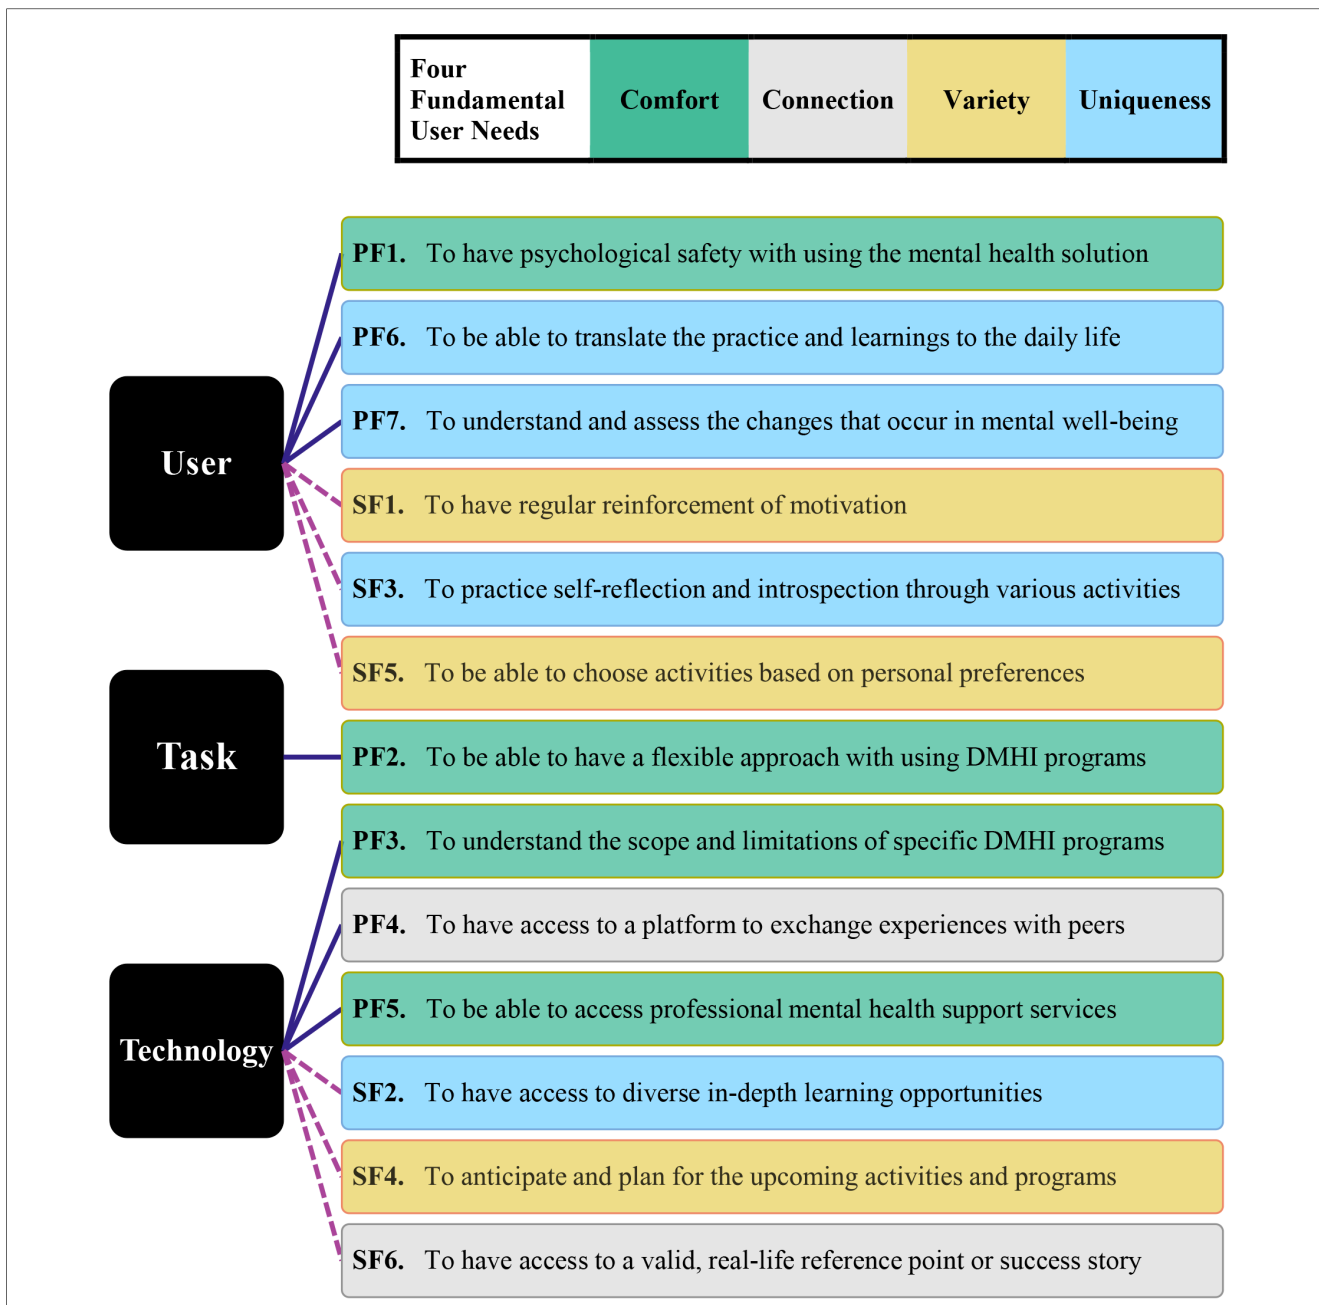 Four
Fundamental
User Needs
Comfort
Connection
Variety
Uniqueness
PF1. To have psychological safety with using the mental health solution
PF6. To be able to translate the practice and learnings to the daily life
PF7. To understand and assess the changes that occur in mental well-being
User
SF1. To have regular reinforcement of motivation
SF3. To practice self-reflection and introspection through various activities
SF5. To be able to choose activities based on personal preferences
Task
PF2. To be able to have a flexible approach with using DMHI programs
PF3. To understand the scope and limitations of specific DMHI programs
PF4. To have access to a platform to exchange experiences with peers
PF5. To be able to access professional mental health support services
Technology
SF2. To have access to diverse in-depth learning opportunities
SF4. To anticipate and plan for the upcoming activities and programs
SF6. To have access to a valid, real-life reference point or success story